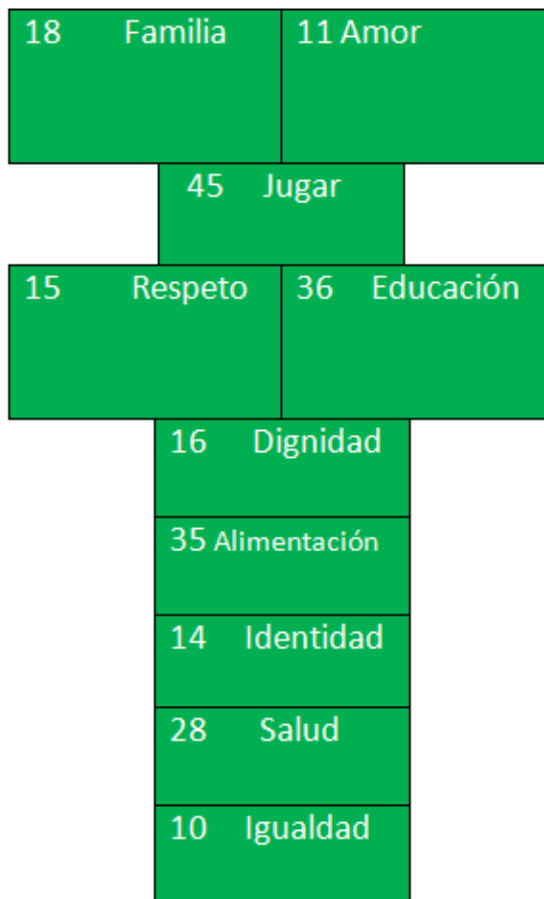 18 Familia
11 Amor
45 Jugar
15 Respeto
36 Educación
16 Dignidad
35 Alimentación
14 Identidad
28 Salud
10 Igualdad